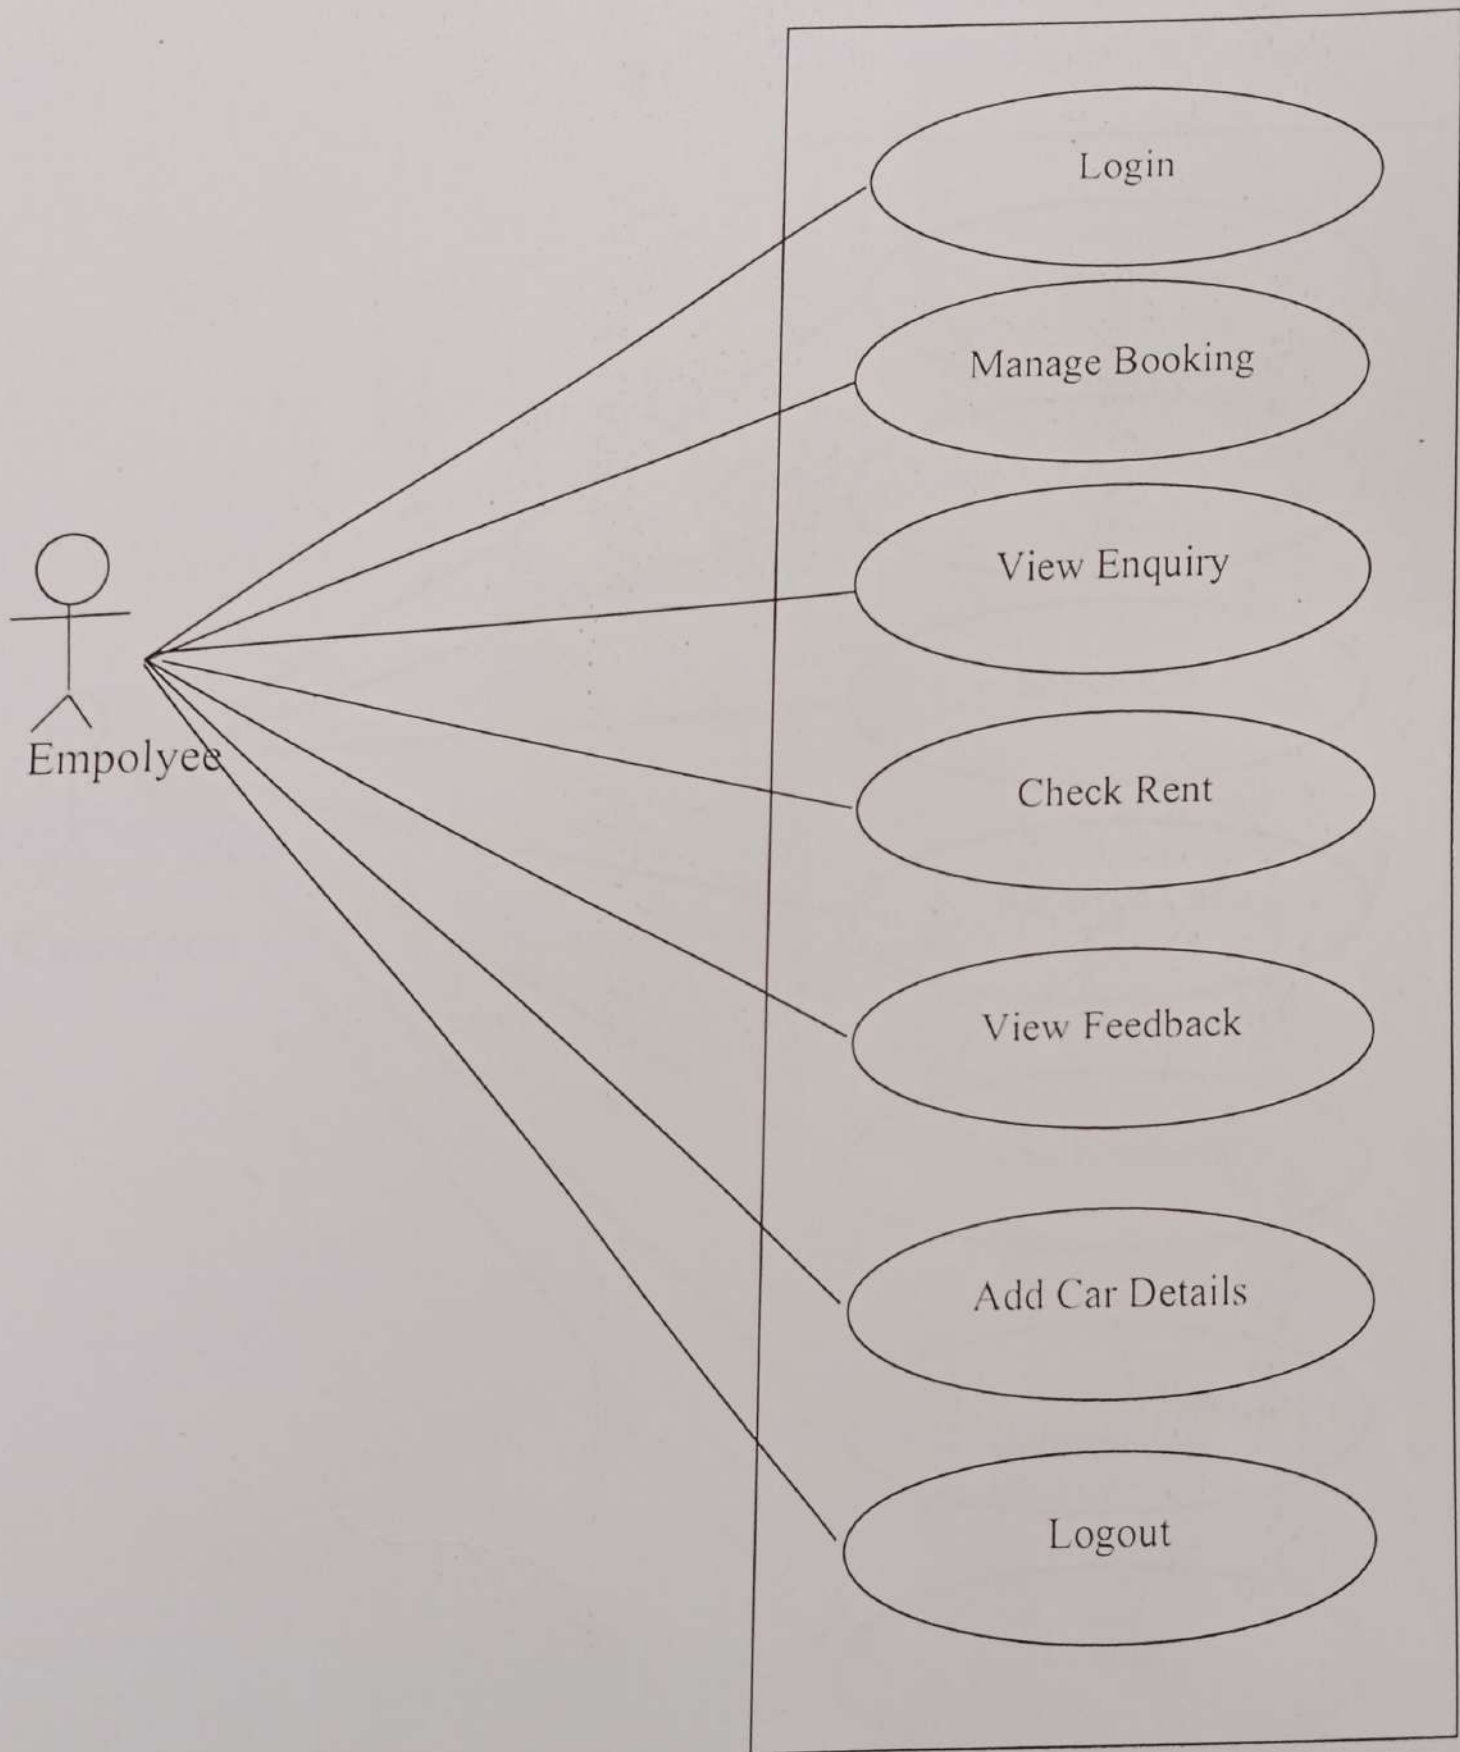 Login
Manage Booking
View Enquiry
Empolyee
Check Rent
View Feedback
Add Car Details
Logout